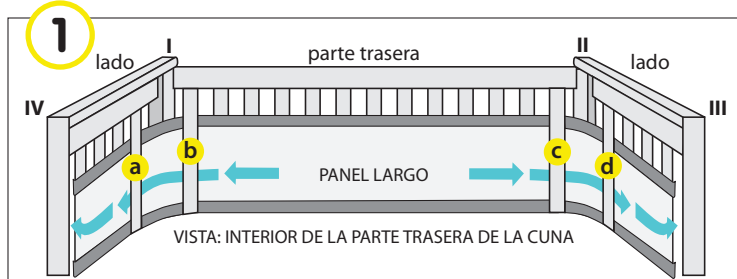 1
I
parte trasera
II
lado
lado
IV
III
a
b
c
d
PANEL LARGO
VISTA: INTERIOR DE LA PARTE TRASERA DE LA CUNA